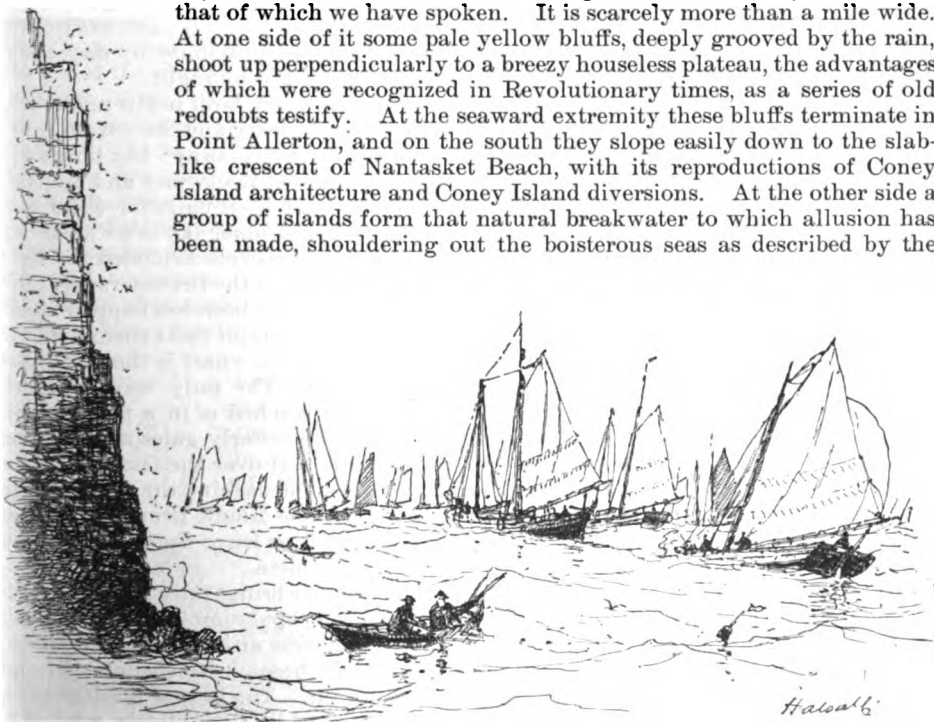 that of which we have spoken. It is scarcely more than a mile wide.
At one side of it some pale yellow bluffs, deeply grooved by the rain,
shoot up perpendicularly to a breezy houseless plateau, the advantages
of which were recognized in Revolutionary times, as a series of old
redoubts testify. At the seaward extremity these bluffs terminate in
Point Allerton, and on the south they slope easily down to the slab-
like crescent of Nantasket Beach, with its reproductions of Coney
Island architecture and Coney Island diversions. At the other side a
group of islands form that natural breakwater to which allusion has
been made, shouldering out the boisterous seas as described by the
Halsall